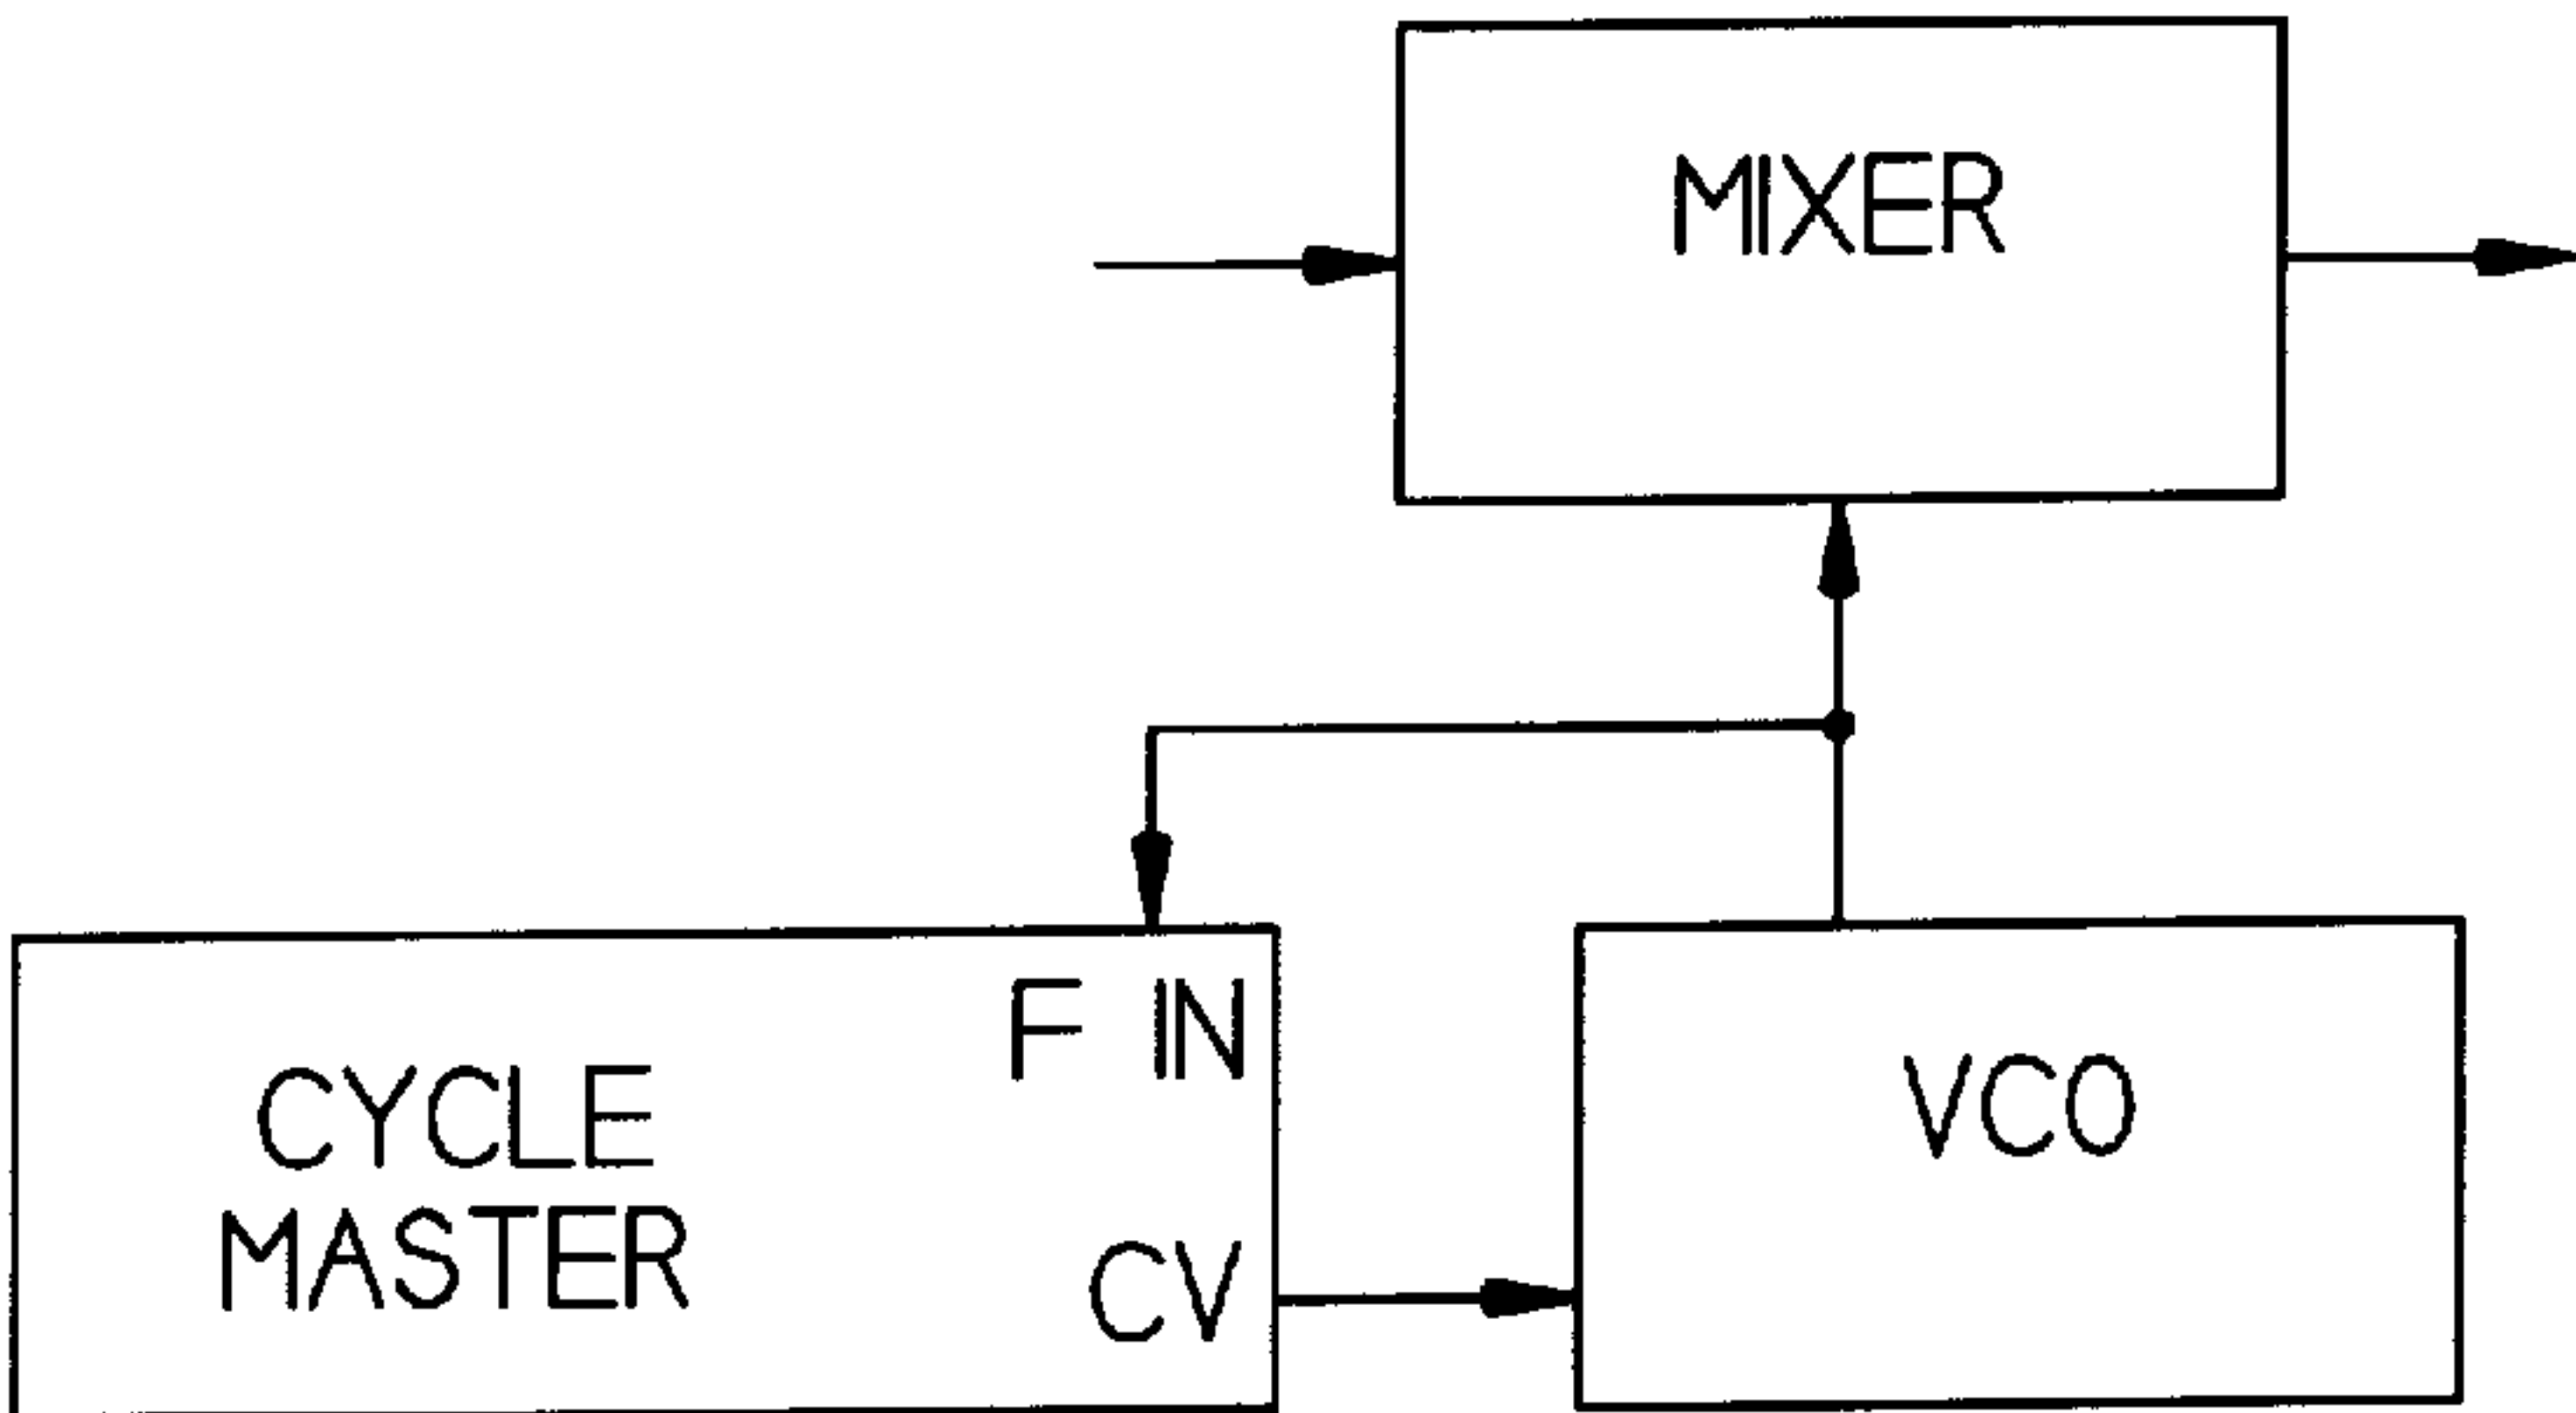 MIXER
F IN
CYCLE
MASTER
CV
VCO